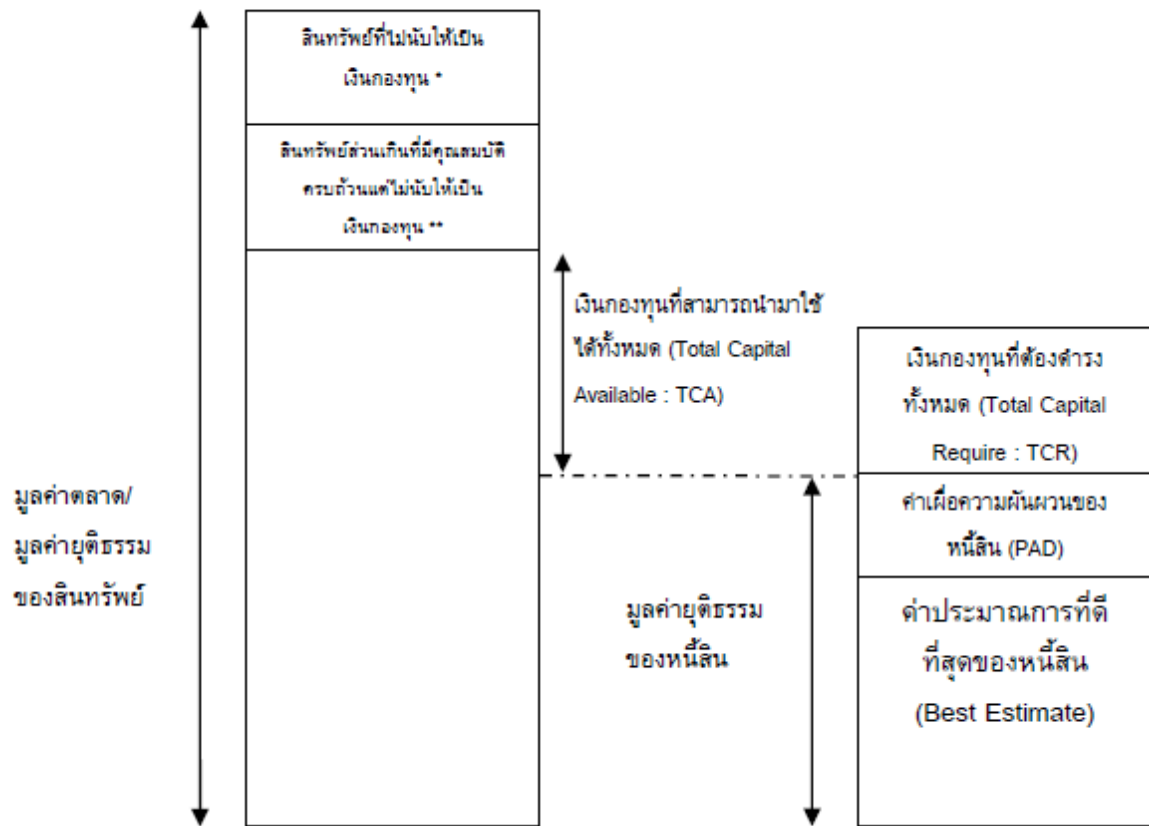 สินทรัพย์ที่ไม่นับให้เป็น
เงินกองทุน *
สินทรัพย์ส่วนเกินที่มีคุณสมบัติ
ครบถ้วนแต่ไม่นับให้เป็น
เงินกองทุน **
เงินกองทุนที่สามารถนำมาใช้
ได้ทั้งหมด (Total Capital
Available : TCA)
เงินกองทุนที่ต้องดำรง
ทั้งหมด (Total Capital
Require : TCR)
ค่าเผื่อความผันผวนของ
หนี้สิน (PAD)
มูลค่าตลาด/
มูลค่ายุติธรรม
ของสินทรัพย์
มูลค่ายุติธรรม
ของหนี้สิน
ค่าประมาณการที่ดี
ที่สุดของหนี้สิน
(Best Estimate)